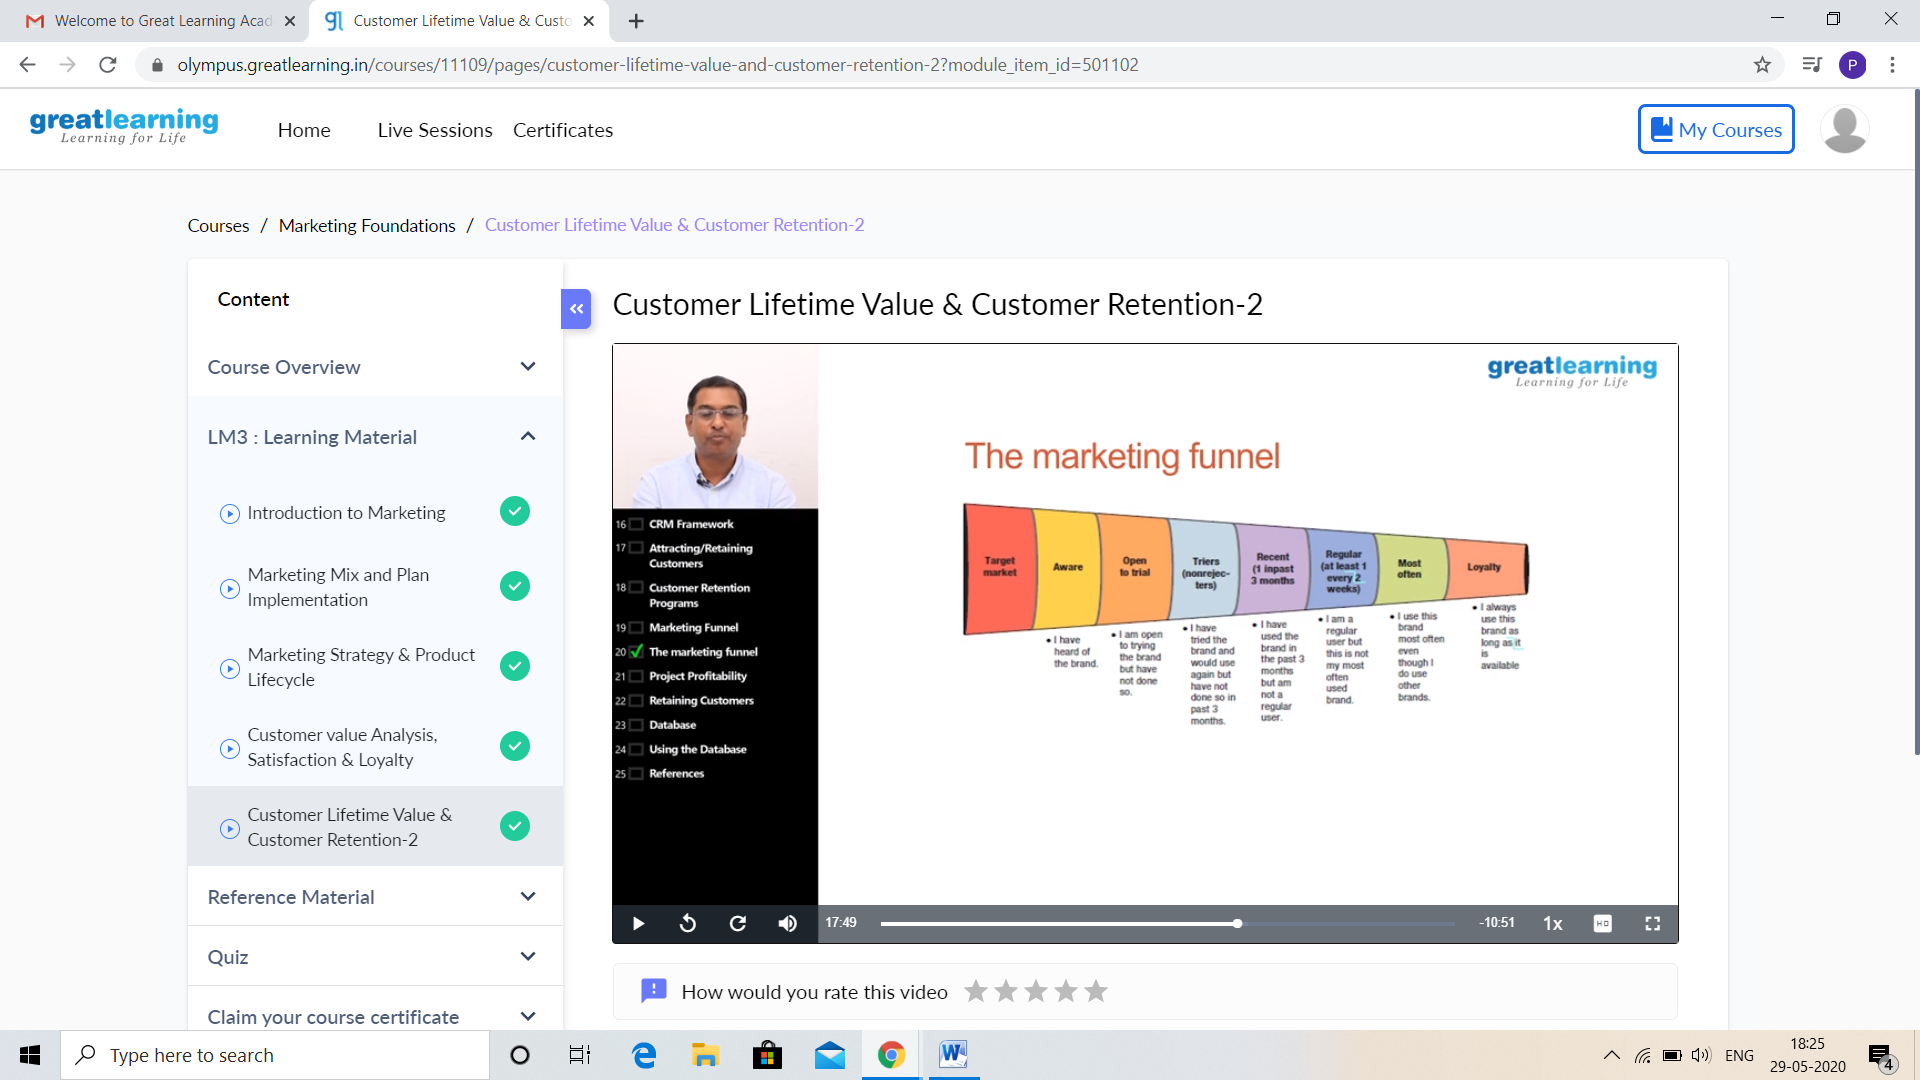 Welcome to Great Learning Acad
Customer Lifetime Value & Custo
olympus.greatlearning.in/courses/11109/pages/customer-lifetime-value-and-customer-retention-2?module_item_id=501102
P
greatlearning
Learning for Life
Home
Live Sessions
Certificates
My Courses
Courses / Marketing Foundations / Customer Lifetime Value & Customer Retention-2
Content
Course Overview
LM3 : Learning Material
Introduction to Marketing
Marketing Mix and Plan
Implementation
Marketing Strategy & Product
Lifecycle
Customer value Analysis,
Satisfaction & Loyalty
Customer Lifetime Value &
Customer Retention-2
Reference Material
Quiz
Claim your course certificate
Customer Lifetime Value & Customer Retention-2
greatlearning
Learning for Life
16 CRM Framework
17 Attracting/Retaining
Customers
18 Customer Retention
Programs
19 Marketing Funnel
20 The marketing funnel
21 Project Profitability
22 Retaining Customers
23 Database
24 Using the Database
25 References
The marketing funnel
Target
market
Aware
Open
to trial
Triers
(nonrejec-
ters)
Recent
(1 inpast
3 months
Regular
(at least 1
every 2
weeks)
Most
often
Loyalty
• I have
heard of
the brand.
• I am open
to trying
the brand
but have
not done
so.
• I have
tried the
brand and
would use
again but
have not
done so in
past 3
months.
• I have
used the
brand in
the past 3
months
but am
not a
regular
user.
• I am a
regular
user but
this is not
my most
often
used
brand.
• I use this
brand
most often
even
though I
do use
other
brands.
• I always
use this
brand as
long as it
is
available
17:49
-10:51
1x
HD
How would you rate this video
Type here to search
ENG
18:25
29-05-2020
4